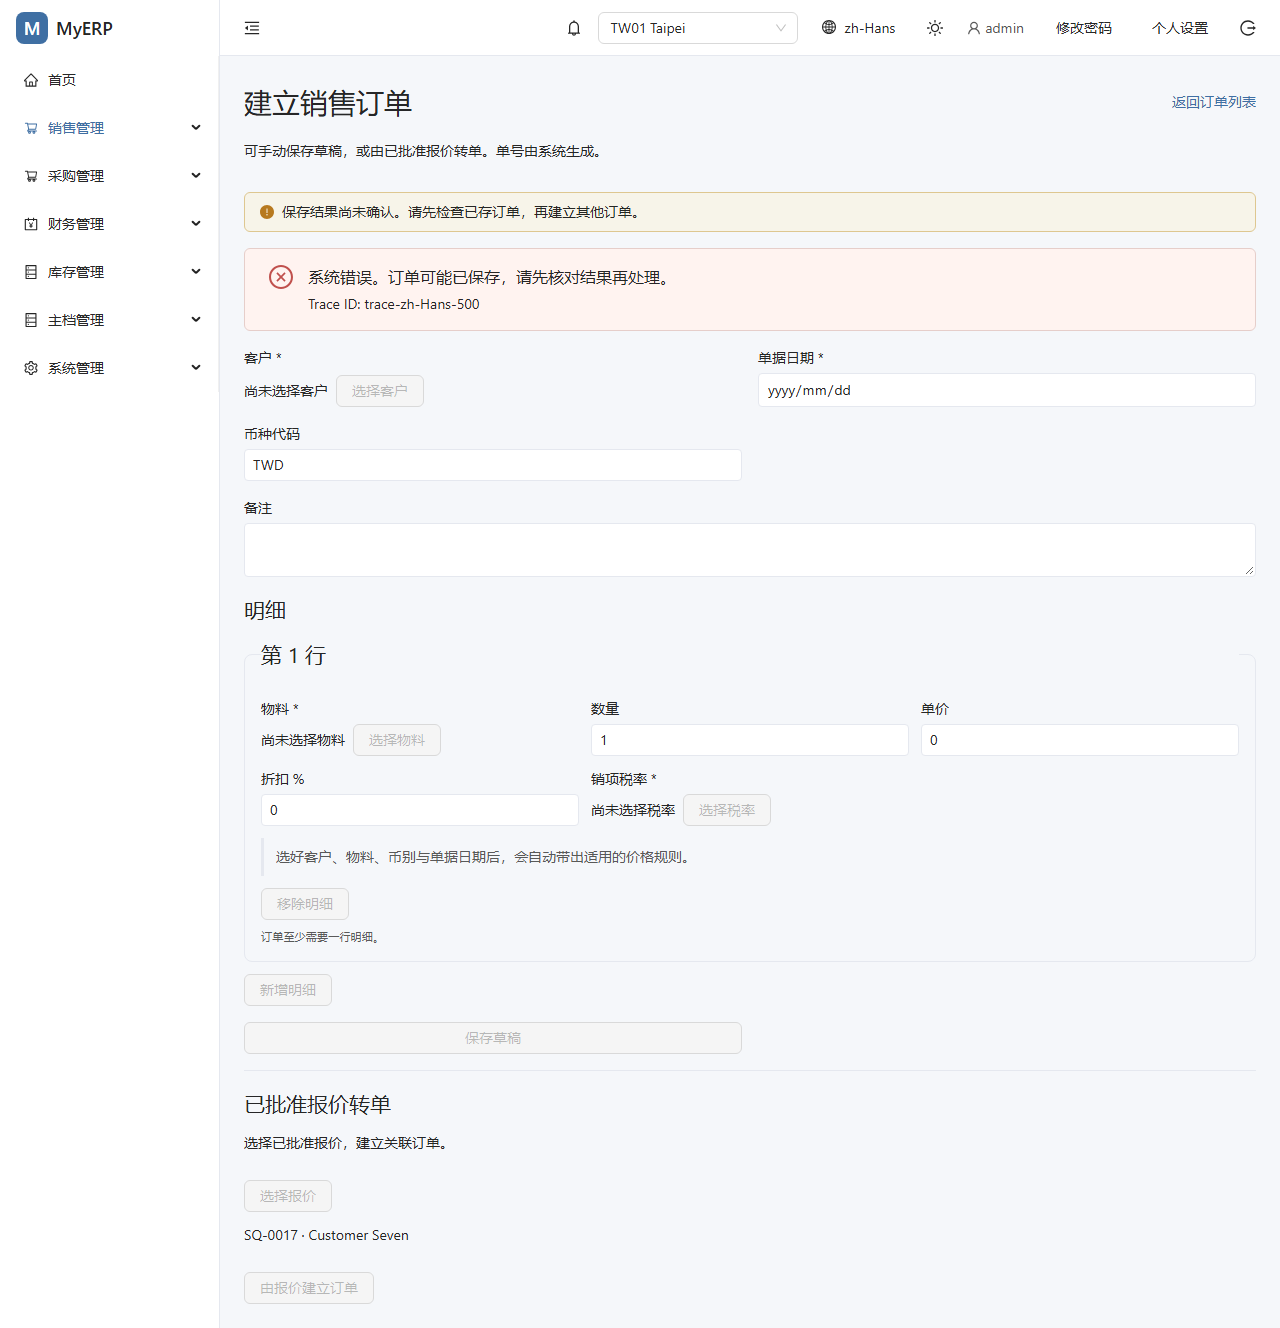 M MyERP
TW01 Taipei
zh-Hans
admin
修改密码
个人设置
首页
销售管理
采购管理
财务管理
库存管理
主档管理
系统管理
建立销售订单
返回订单列表
可手动保存草稿，或由已批准报价转单。单号由系统生成。
保存结果尚未确认。请先检查已存订单，再建立其他订单。
系统错误。订单可能已保存，请先核对结果再处理。
Trace ID: trace-zh-Hans-500
客户 *
单据日期 *
尚未选择客户 选择客户
yyyy/mm/dd
币种代码
TWD
备注
明细
第 1 行
物料 *
数量
单价
尚未选择物料 选择物料
1
0
折扣 %
销项税率 *
0
尚未选择税率 选择税率
选好客户、物料、币别与单据日期后，会自动带出适用的价格规则。
移除明细
订单至少需要一行明细。
新增明细
保存草稿
已批准报价转单
选择已批准报价，建立关联订单。
选择报价
SQ-0017 · Customer Seven
由报价建立订单